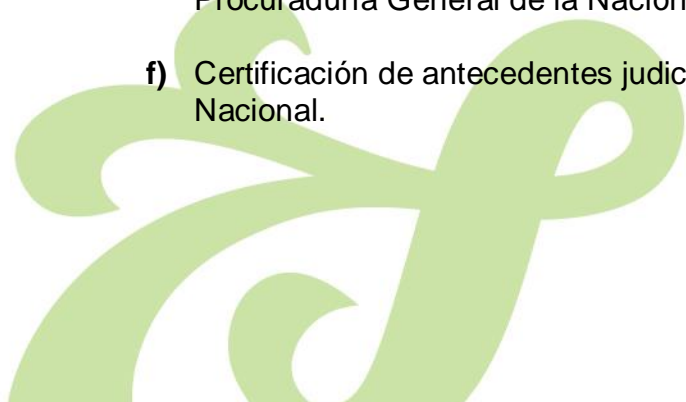 Procuraduría General de la Nación
f) Certificación de antecedentes judic
Nacional.